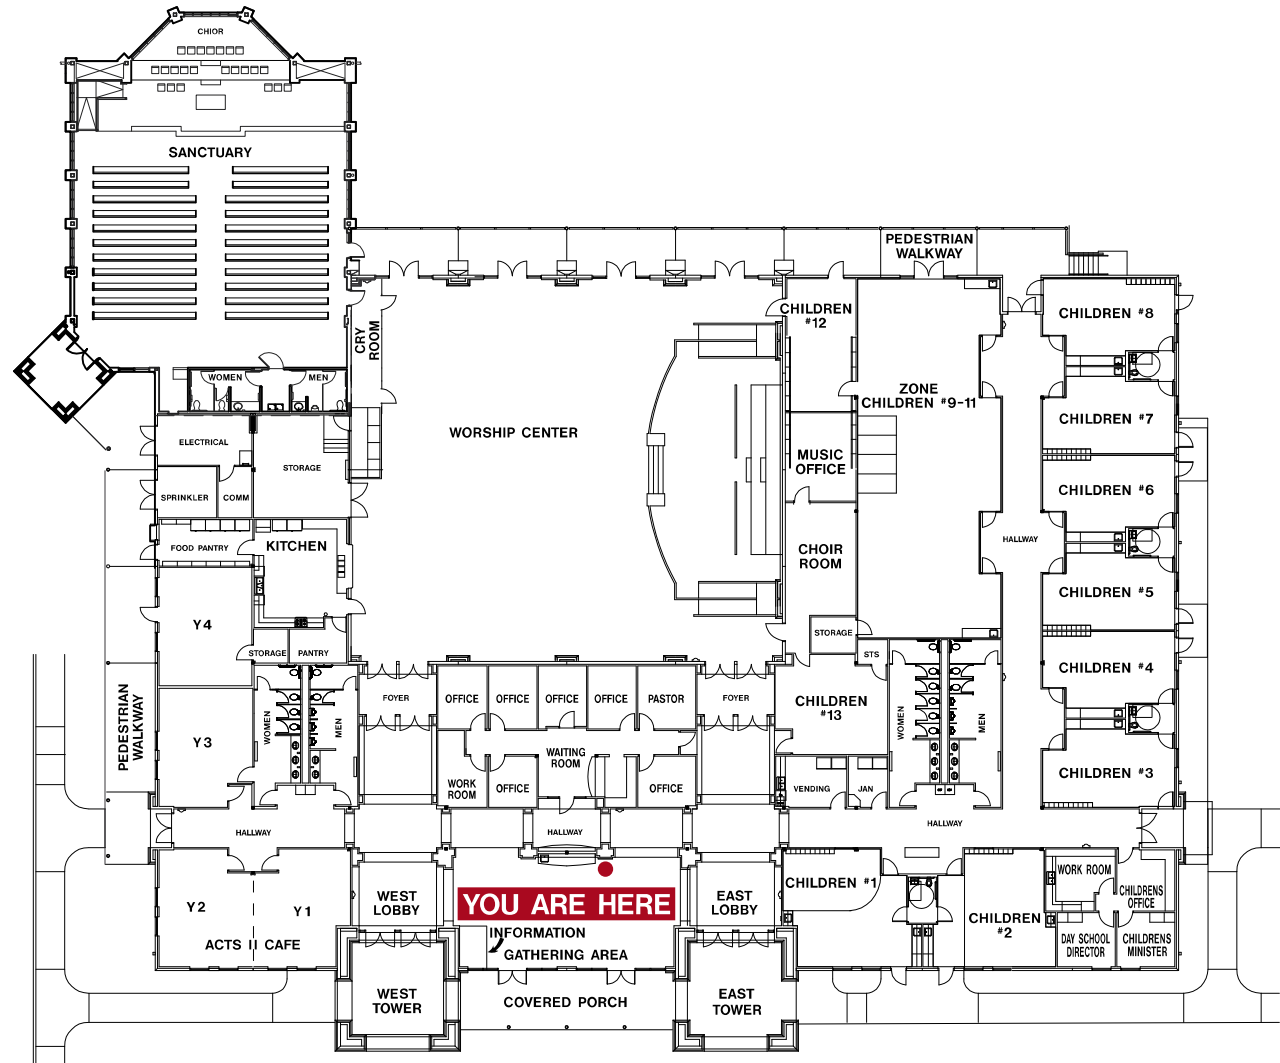 CHIOR
SANCTUARY
PEDESTRIAN
WALKWAY
CHILDREN
#12
CHILDREN #8
CRY
ROOM
WOMEN
MEN
ZONE
CHILDREN #9-11
CHILDREN #7
WORSHIP CENTER
ELECTRICAL
STORAGE
MUSIC
OFFICE
SPRINKLER
COMM
CHILDREN #6
FOOD PANTRY
KITCHEN
CHOIR
ROOM
HALLWAY
CHILDREN #5
Y4
STORAGE
PANTRY
STORAGE
STS
CHILDREN #4
PEDESTRIAN
WALKWAY
Y3
WOMEN
MEN
FOYER
OFFICE
OFFICE
OFFICE
OFFICE
PASTOR
FOYER
CHILDREN
#13
WOMEN
MEN
WAITING
ROOM
WORK
ROOM
OFFICE
OFFICE
VENDING
JAN
CHILDREN #3
HALLWAY
HALLWAY
HALLWAY
Y2
Y1
ACTS II CAFE
WEST
LOBBY
YOU ARE HERE
EAST
LOBBY
CHILDREN #1
CHILDREN
#2
WORK ROOM
CHILDRENS
OFFICE
DAY SCHOOL
DIRECTOR
CHILDRENS
MINISTER
INFORMATION
GATHERING AREA
WEST
TOWER
COVERED PORCH
EAST
TOWER